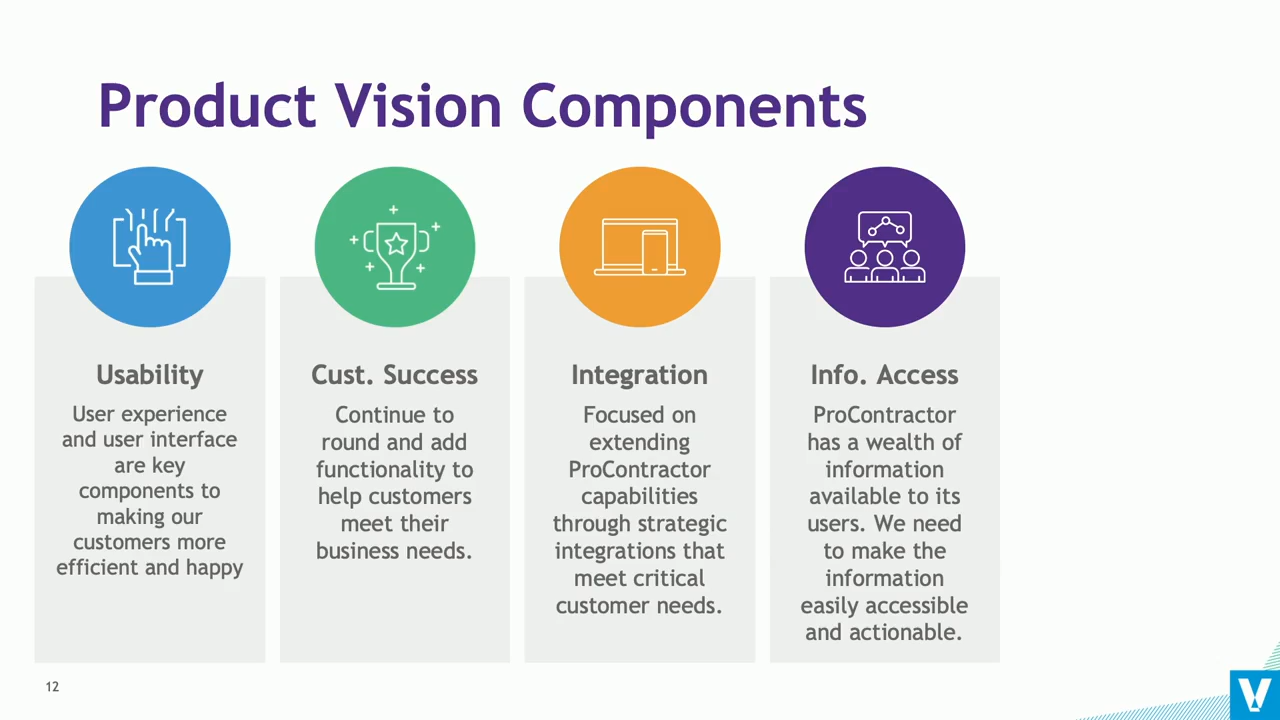 Product Vision Components
Usability
User experience
and user interface
are key
components to
making our
customers more
efficient and happy
Cust. Success
Continue to
round and add
functionality to
help customers
meet their
business needs.
Integration
Focused on
extending
ProContractor
capabilities
through strategic
integrations that
meet critical
customer needs.
Info. Access
ProContractor
has a wealth of
information
available to its
users. We need
to make the
information
easily accessible
and actionable.
12